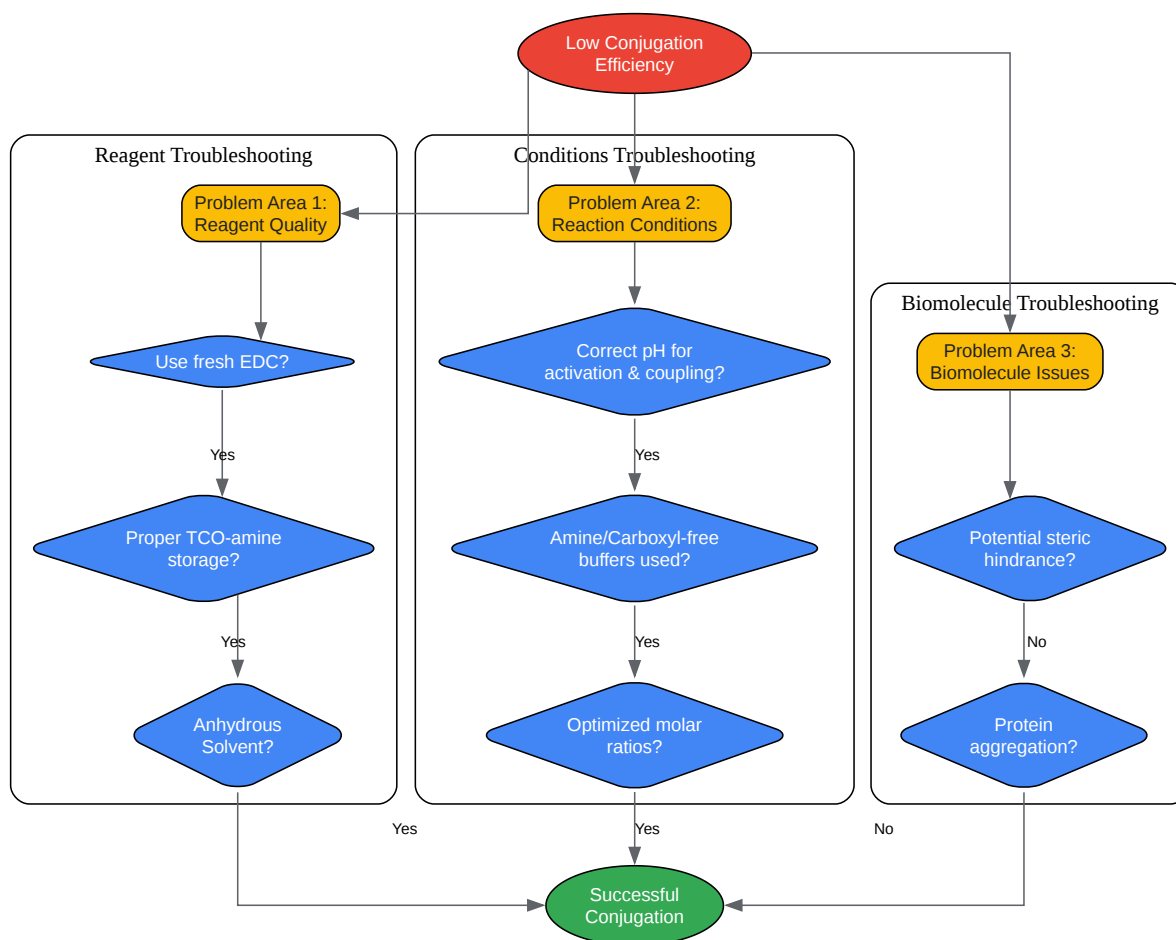 Low Conjugation
Efficiency
Reagent Troubleshooting
Problem Area 1:
Reagent Quality
Use fresh EDC?
Yes
Proper TCO-amine
storage?
Yes
Anhydrous
Solvent?
Yes
Conditions Troubleshooting
Problem Area 2:
Reaction Conditions
Correct pH for
activation & coupling?
Yes
Amine/Carboxyl-free
buffers used?
Yes
Optimized molar
ratios?
Yes
Biomolecule Troubleshooting
Problem Area 3:
Biomolecule Issues
Potential steric
hindrance?
No
Protein
aggregation?
No
Successful
Conjugation